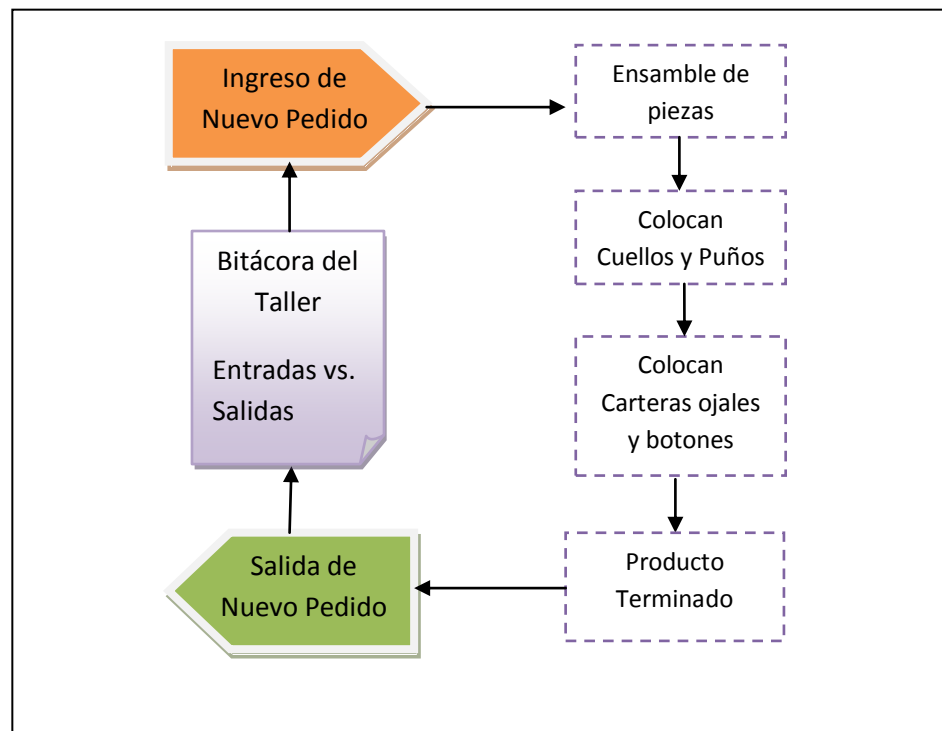 Ingreso de
Nuevo Pedido
Ensamble de
piezas
Colocan
Cuellos y Puños
Colocan
Carteras ojales
y botones
Producto
Terminado
Salida de
Nuevo Pedido
Bitácora del
Taller
Entradas vs.
Salidas